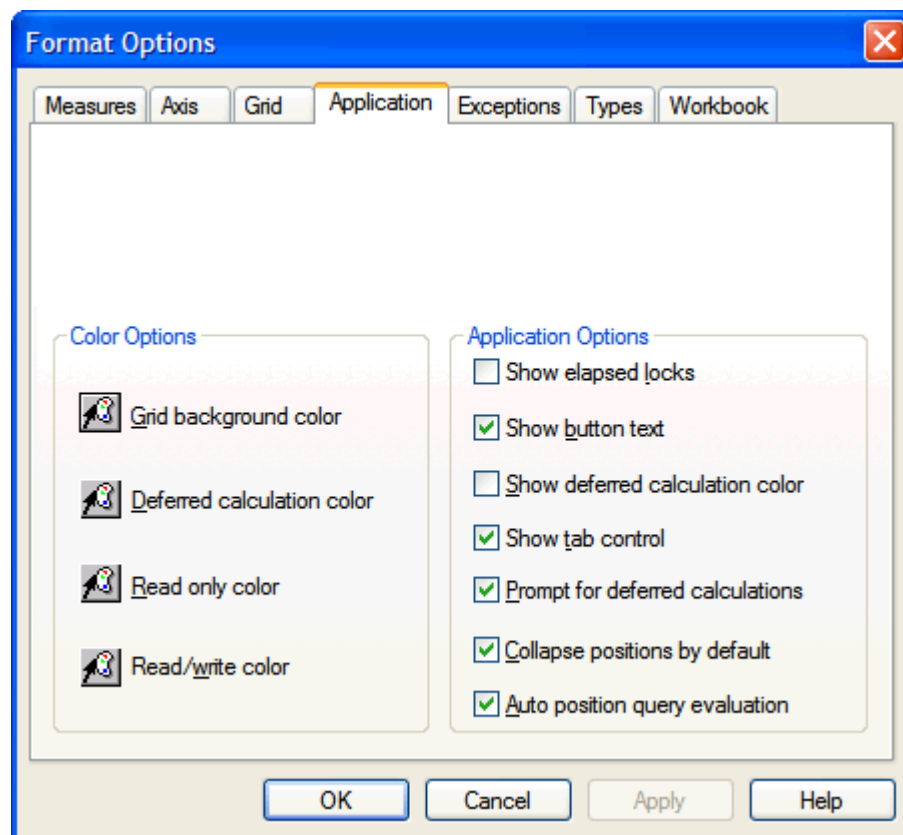 Format Options
Measures Axis Grid Application Exceptions Types Workbook
Color Options
Grid background color
Deferred calculation color
Read only color
Read/write color
Application Options
Show elapsed locks
Show button text
Show deferred calculation color
Show tab control
Prompt for deferred calculations
Collapse positions by default
Auto position query evaluation
OK Cancel Apply Help